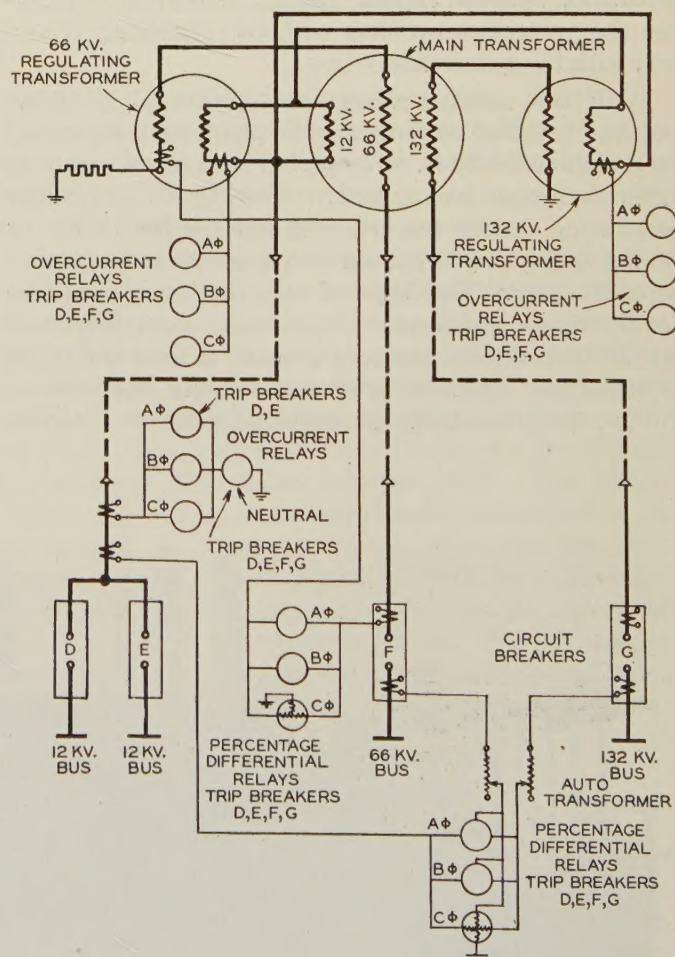 66 KV.
REGULATING
TRANSFORMER
MAIN TRANSFORMER
12 KV.
66 KV.
132 KV.
132 KV.
REGULATING
TRANSFORMER
OVERCURRENT
RELAYS
TRIP BREAKERS
D,E,F,G
AΦ
BΦ
CΦ
AΦ
BΦ
CΦ
OVERCURRENT
RELAYS
TRIP BREAKERS
D,E,F,G
TRIP BREAKERS
D,E
OVERCURRENT
RELAYS
AΦ
BΦ
CΦ
NEUTRAL
TRIP BREAKERS
D,E,F,G
D
E
12 KV.
BUS
12 KV.
BUS
AΦ
BΦ
CΦ
PERCENTAGE
DIFFERENTIAL
RELAYS
TRIP BREAKERS
D,E,F,G
F
66 KV.
BUS
CIRCUIT
BREAKERS
G
132 KV.
BUS
AUTO
TRANSFORMER
AΦ
BΦ
CΦ
PERCENTAGE
DIFFERENTIAL
RELAYS
TRIP BREAKERS
D,E,F,G